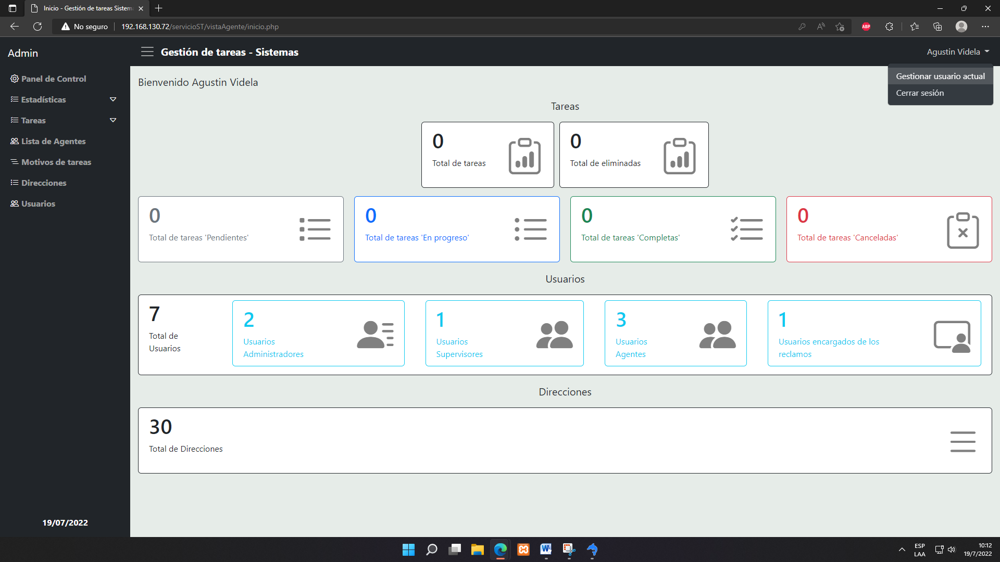 Inicio - Gestión de tareas Sistem
No seguro
192.168.130.72/servicioST/vistaAgente/inicio.php
ABP
Admin
Gestión de tareas - Sistemas
Agustin Videla
Gestionar usuario actual
Cerrar sesión
Panel de Control
Estadísticas
Tareas
Lista de Agentes
Motivos de tareas
Direcciones
Usuarios
19/07/2022
Bienvenido Agustin Videla
Tareas
0
Total de tareas
0
Total de eliminadas
0
Total de tareas 'Pendientes'
0
Total de tareas 'En progreso'
0
Total de tareas 'Completas'
0
Total de tareas 'Canceladas'
Usuarios
7
Total de
Usuarios
2
Usuarios
Administradores
1
Usuarios
Supervisores
3
Usuarios
Agentes
1
Usuarios encargados de los
reclamos
Direcciones
30
Total de Direcciones
ESP
LAA
10:12
19/7/2022